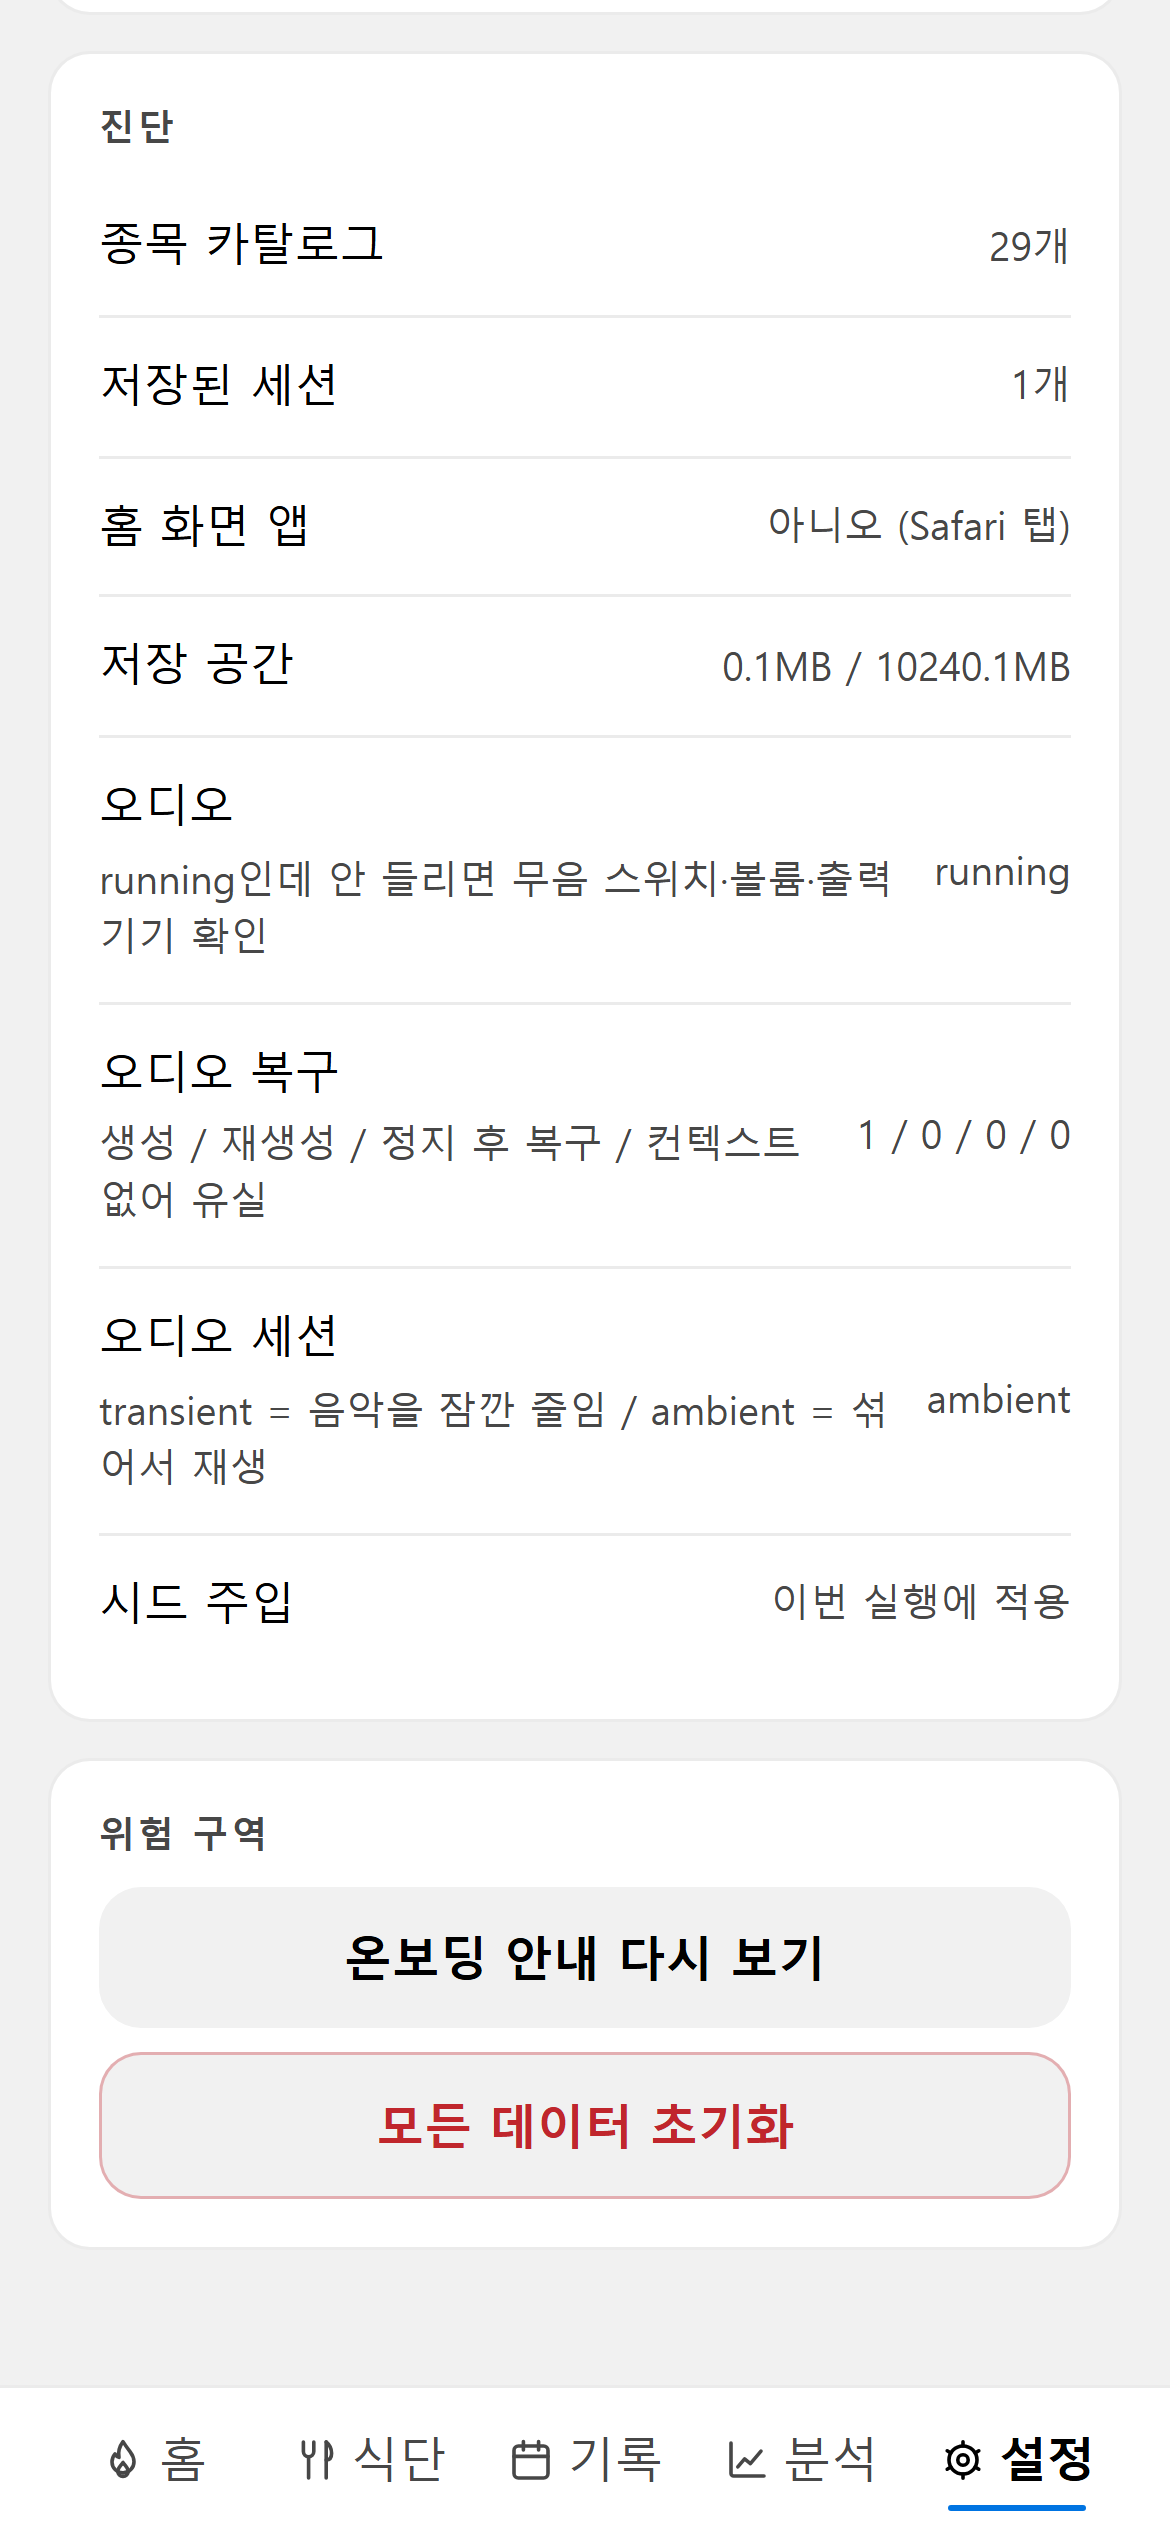 진단
종목 카탈로그 29개
저장된 세션 1개
홈 화면 앱 아니오 (Safari 탭)
저장 공간 0.1MB / 10240.1MB
오디오
running인데 안 들리면 무음 스위치·볼륨·출력 running
기기 확인
오디오 복구
생성 / 재생성 / 정지 후 복구 / 컨텍스트 1 / 0 / 0 / 0
없어 유실
오디오 세션
transient = 음악을 잠깐 줄임 / ambient = 섞 ambient
어서 재생
시드 주입 이번 실행에 적용
위험 구역
온보딩 안내 다시 보기
모든 데이터 초기화
홈 식단 기록 분석 설정